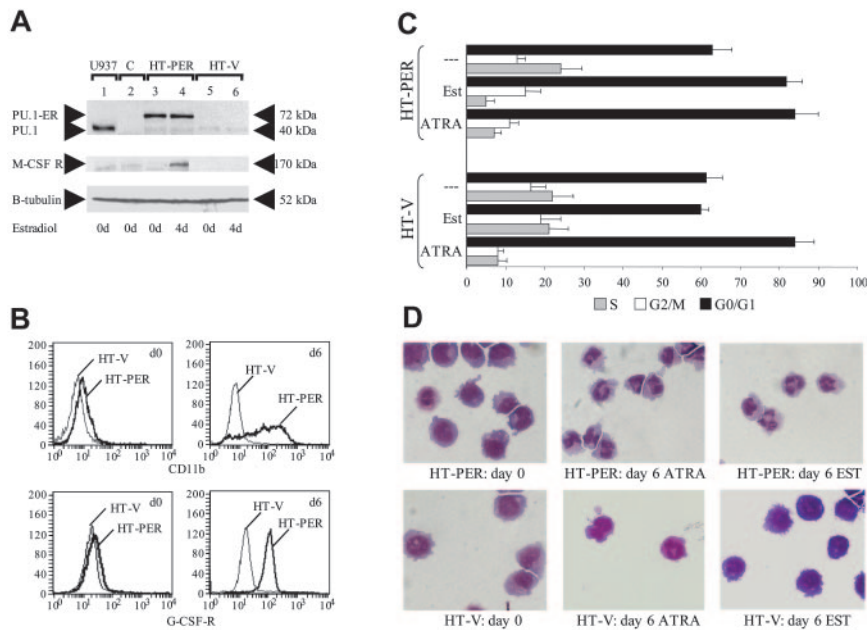 A
U937 C HT-PER HT-V
1 2 3 4 5 6
PU.1-ER 72 kDa
PU.1 40 kDa
M-CSF R 170 kDa
B-tubulin 52 kDa
Estradiol 0d 0d 0d 4d 0d 4d
B
200 d0 200 d6
160 HT-V 160 HT-V
120 HT-PER 120
80 80 HT-PER
40 40
0 0
10⁰ 10¹ 10² 10³ 10⁴ 10⁰ 10¹ 10² 10³ 10⁴
CD11b
200 d0 200 d6
160 HT-V 160 HT-V
120 HT-PER 120 HT-PER
80 80
40 40
0 0
10⁰ 10¹ 10² 10³ 10⁴ 10⁰ 10¹ 10² 10³ 10⁴
G-CSF-R
C
HT-PER
---
Est
ATRA
HT-V
---
Est
ATRA
0 10 20 30 40 50 60 70 80 90 100
S G2/M G0/G1
D
HT-PER: day 0 HT-PER: day 6 ATRA HT-PER: day 6 EST
HT-V: day 0 HT-V: day 6 ATRA HT-V: day 6 EST